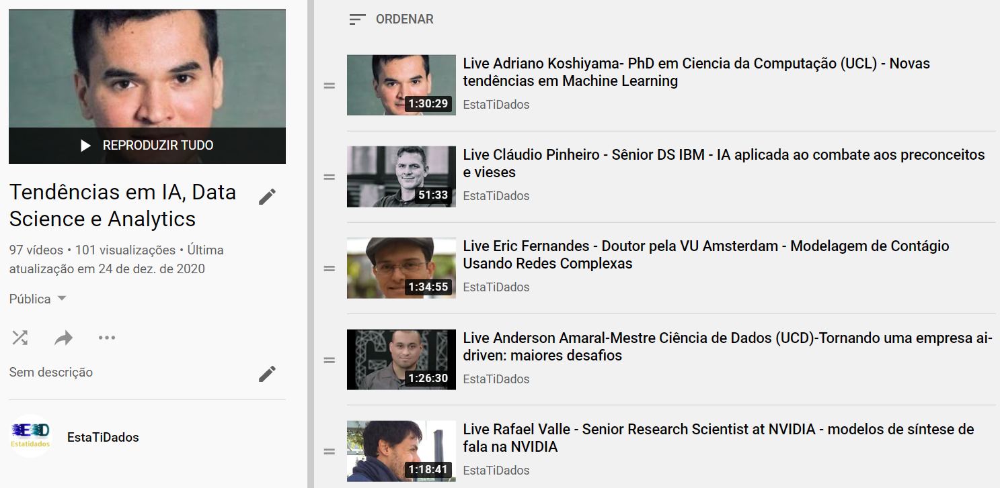 REPRODUZIR TUDO
Tendências em IA, Data
Science e Analytics
97 vídeos • 101 visualizações • Última
atualização em 24 de dez. de 2020
Pública
Sem descrição
E D
Estatidados
EstaTiDados
ORDENAR
Live Adriano Koshiyama- PhD em Ciencia da Computação (UCL) - Novas
tendências em Machine Learning
1:30:29
EstaTiDados
Live Cláudio Pinheiro - Sênior DS IBM - IA aplicada ao combate aos preconceitos
e vieses
51:33
EstaTiDados
Live Eric Fernandes - Doutor pela VU Amsterdam - Modelagem de Contágio
Usando Redes Complexas
1:34:55
EstaTiDados
Live Anderson Amaral-Mestre Ciência de Dados (UCD)-Tornando uma empresa ai-
driven: maiores desafios
1:26:30
EstaTiDados
Live Rafael Valle - Senior Research Scientist at NVIDIA - modelos de síntese de
fala na NVIDIA
1:18:41
EstaTiDados